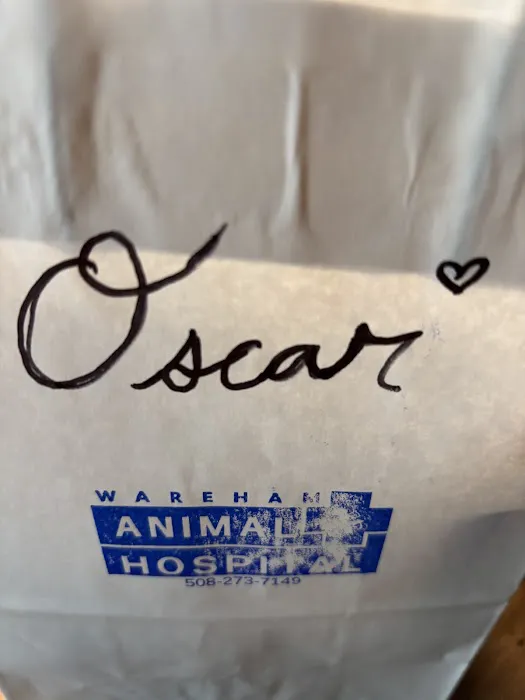 Oscar
WAREHAM
ANIMAL
HOSPITAL
508-273-7149